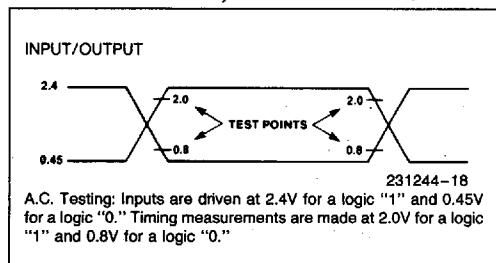 INPUT/OUTPUT
2.4
2.0
2.0
TEST POINTS
0.8
0.8
0.45
231244-18
A.C. Testing: Inputs are driven at 2.4V for a logic "1" and 0.45V
for a logic "0." Timing measurements are made at 2.0V for a logic
"1" and 0.8V for a logic "0."